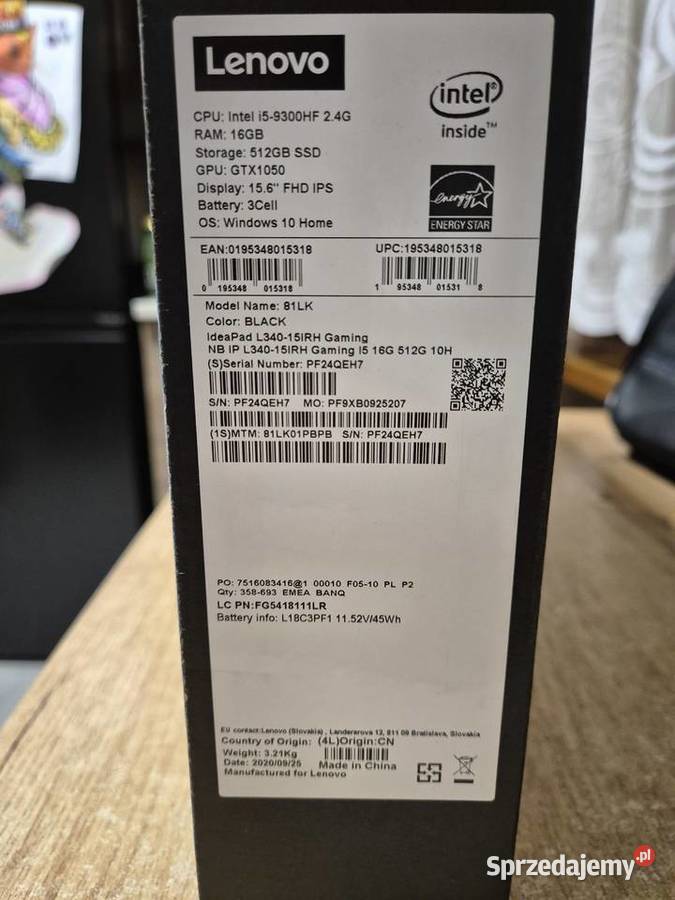 Lenovo
intel®
inside™
CPU: Intel i5-9300HF 2.4G
RAM: 16GB
Storage: 512GB SSD
GPU: GTX1050
Display: 15.6" FHD IPS
Battery: 3Cell
OS: Windows 10 Home
energy
ENERGY STAR
EAN:0195348015318
UPC:195348015318
0 195348 015318
1 95348 01531 8
Model Name: 81LK
Color: BLACK
IdeaPad L340-15IRH Gaming
NB IP L340-15IRH Gaming I5 16G 512G 10H
(S)Serial Number: PF24QEH7
S/N: PF24QEH7 MO: PF9XB0925207
(1S)MTM: 81LK01PBPB S/N: PF24QEH7
PO: 7516083416@1 00010 F05-10 PL P2
Qty: 358-693 EMEA BANQ
LC PN:FG5418111LR
Battery info: L18C3PF1 11.52V/45Wh
EU contact:Lenovo (Slovakia) , Landererova 12, 811 09 Bratislava, Slovakia
Country of Origin: (4L)Origin:CN
Weight: 3.21Kg
Date: 2020/09/25 Made in China
Manufactured for Lenovo
Sprzedajemy.pl